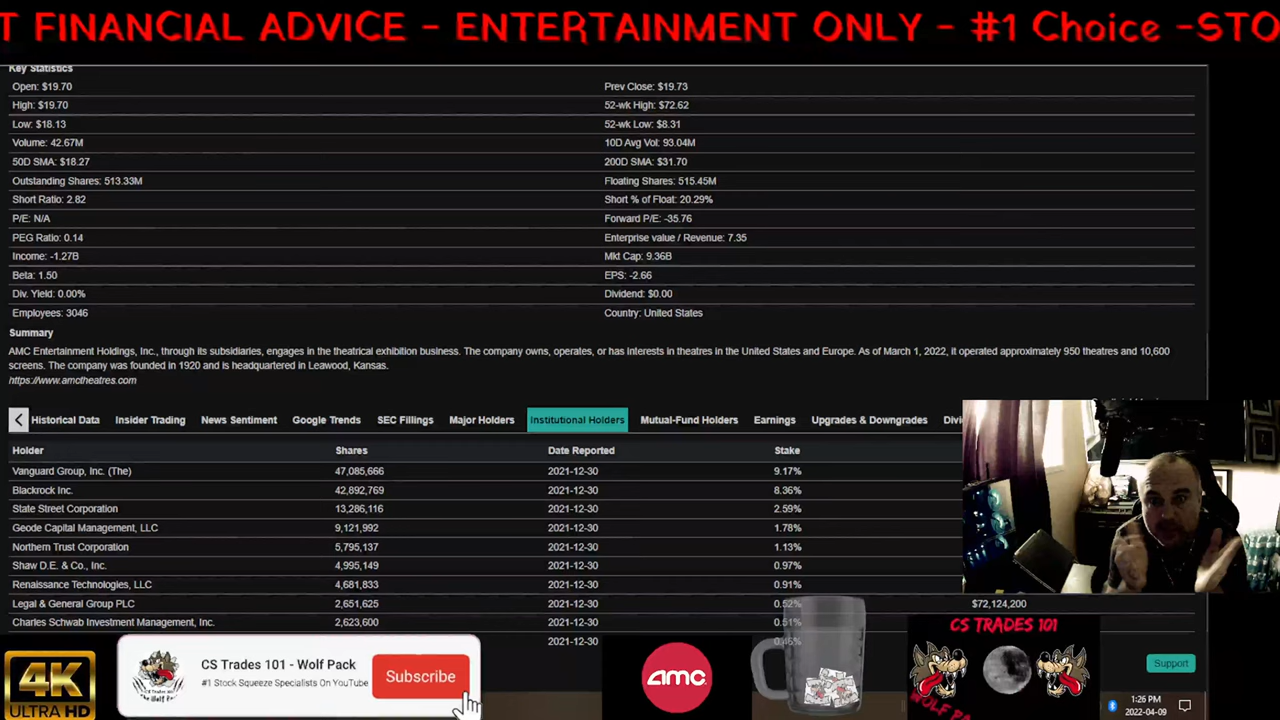 T FINANCIAL ADVICE - ENTERTAINMENT ONLY - #1 Choice -STO
Key Statistics
Open: $19.70 Prev Close: $19.73
High: $19.70 52-wk High: $72.62
Low: $18.13 52-wk Low: $8.31
Volume: 42.67M 10D Avg Vol: 93.04M
50D SMA: $18.27 200D SMA: $31.70
Outstanding Shares: 513.33M Floating Shares: 515.45M
Short Ratio: 2.82 Short % of Float: 20.29%
P/E: N/A Forward P/E: -35.76
PEG Ratio: 0.14 Enterprise value / Revenue: 7.35
Income: -1.27B Mkt Cap: 9.36B
Beta: 1.50 EPS: -2.66
Div. Yield: 0.00% Dividend: $0.00
Employees: 3046 Country: United States
Summary
AMC Entertainment Holdings, Inc., through its subsidiaries, engages in the theatrical exhibition business. The company owns, operates, or has interests in theatres in the United States and Europe. As of March 1, 2022, it operated approximately 950 theatres and 10,600
screens. The company was founded in 1920 and is headquartered in Leawood, Kansas.
https://www.amctheatres.com
Historical Data Insider Trading News Sentiment Google Trends SEC Fillings Major Holders Institutional Holders Mutual-Fund Holders Earnings Upgrades & Downgrades Divi
Holder Shares Date Reported Stake
Vanguard Group, Inc. (The) 47,085,666 2021-12-30 9.17%
Blackrock Inc. 42,892,769 2021-12-30 8.36%
State Street Corporation 13,286,116 2021-12-30 2.59%
Geode Capital Management, LLC 9,121,992 2021-12-30 1.78%
Northern Trust Corporation 5,795,137 2021-12-30 1.13%
Shaw D.E. & Co., Inc. 4,995,149 2021-12-30 0.97%
Renaissance Technologies, LLC 4,681,833 2021-12-30 0.91%
Legal & General Group PLC 2,651,625 2021-12-30 0.52% $72,124,200
Charles Schwab Investment Management, Inc. 2,623,600 2021-12-30 0.51%
2021-12-30 0.46%
4K
ULTRA HD
CS Trades 101 - Wolf Pack
#1 Stock Squeeze Specialists On YouTube
Subscribe
amc
CS TRADES 101
WOLF PA
Support
1:26 PM
2022-04-09